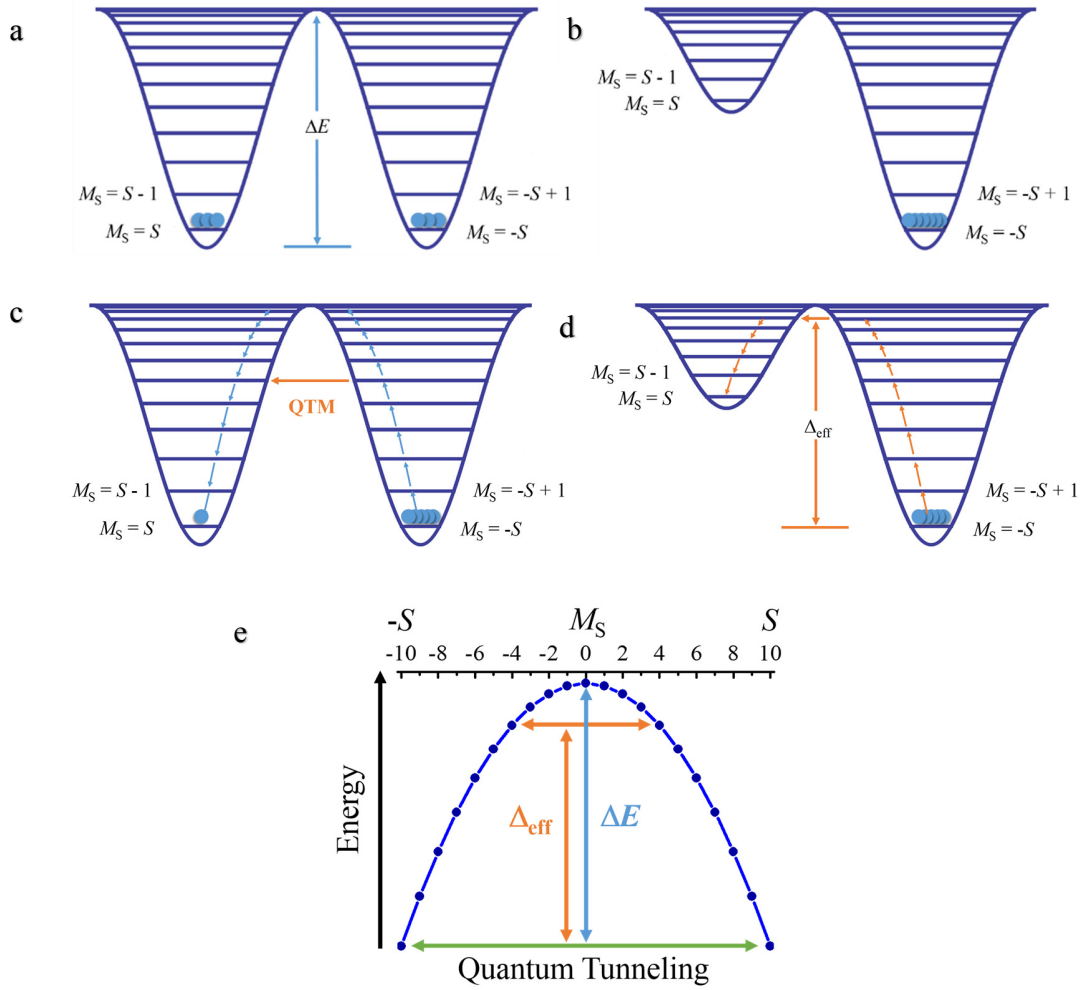 a
b
ΔE
M_S = S - 1
M_S = S
M_S = -S + 1
M_S = -S
M_S = S - 1
M_S = S
M_S = -S + 1
M_S = -S
c
d
QTM
M_S = S - 1
M_S = S
M_S = -S + 1
M_S = -S
M_S = S - 1
M_S = S
Δ_eff
M_S = -S + 1
M_S = -S
e
-S M_S S
-10 -8 -6 -4 -2 0 2 4 6 8 10
Energy
Δ_eff ΔE
Quantum Tunneling